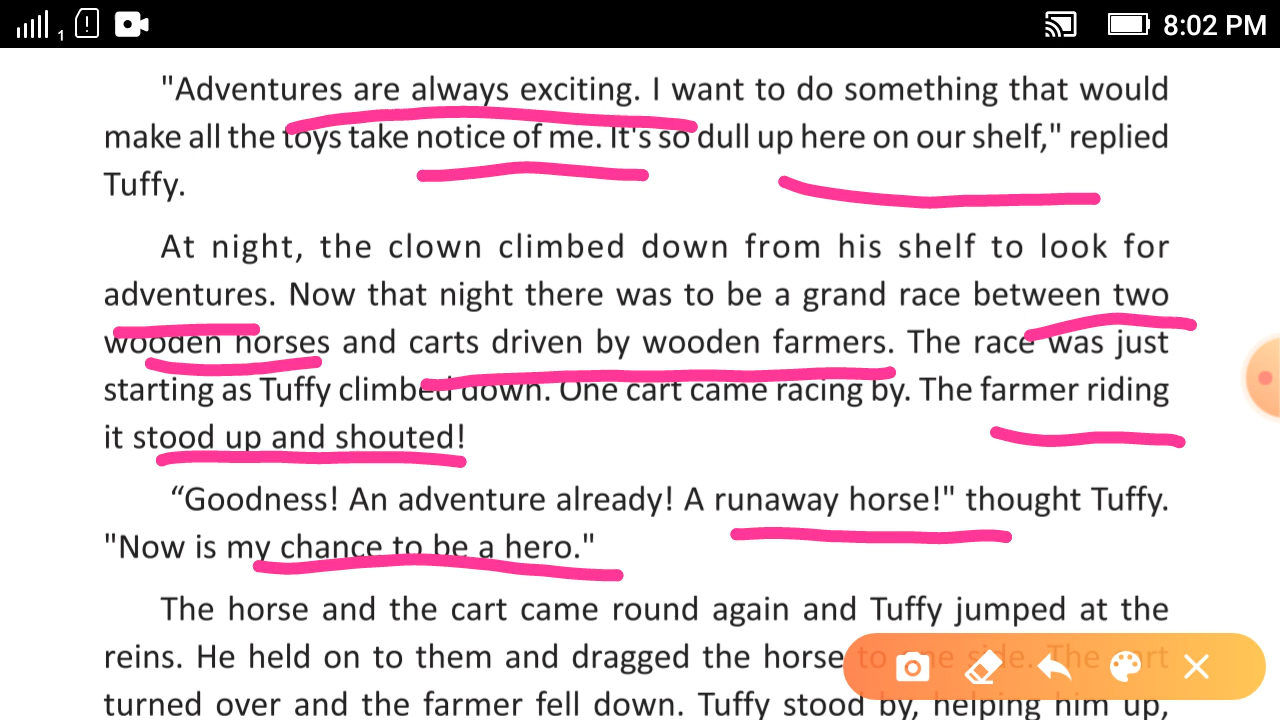 1 8:02 PM
"Adventures are always exciting. I want to do something that would
make all the toys take notice of me. It's so dull up here on our shelf," replied
Tuffy.
At night, the clown climbed down from his shelf to look for
adventures. Now that night there was to be a grand race between two
wooden horses and carts driven by wooden farmers. The race was just
starting as Tuffy climbed down. One cart came racing by. The farmer riding
it stood up and shouted!
“Goodness! An adventure already! A runaway horse!" thought Tuffy.
"Now is my chance to be a hero."
The horse and the cart came round again and Tuffy jumped at the
reins. He held on to them and dragged the horse to one side. The cart
turned over and the farmer fell down. Tuffy stood by, helping him up,